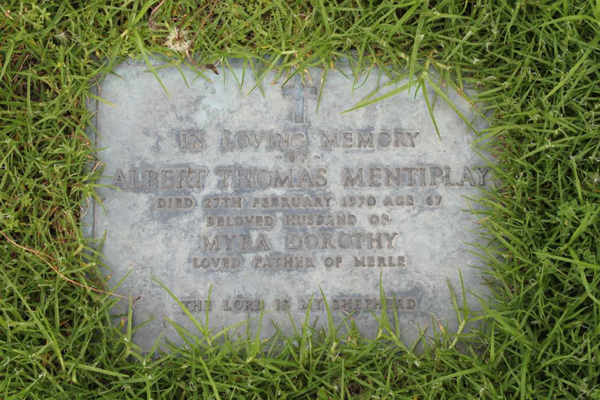 IN LOVING MEMORY
OF
ALBERT THOMAS MENTIPLAY
DIED 27TH FEBRUARY 1970 AGE 67
BELOVED HUSBAND OF
MYRA DOROTHY
LOVED FATHER OF MERLE
THE LORD IS MY SHEPHERD